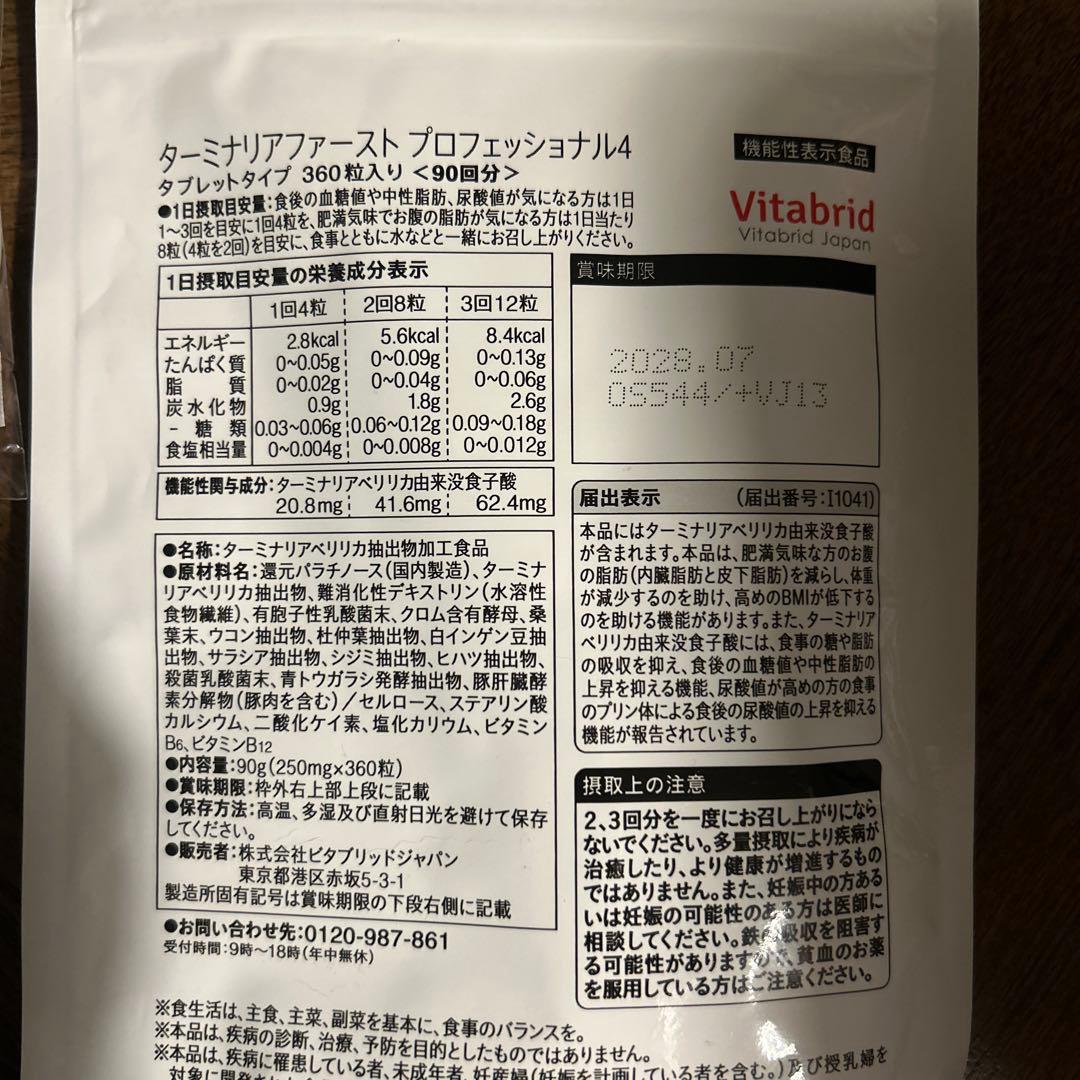 ターミナリアファースト プロフェッショナル4
タブレットタイプ 360粒入り <90回分>
●1日摂取目安量:食後の血糖値や中性脂肪、尿酸値が気になる方は1日
1〜3回を目安に1回4粒を、肥満気味でお腹の脂肪が気になる方は1日当たり
8粒(4粒を2回)を目安に、食事とともに水などと一緒にお召し上がりください。
1日摂取目安量の栄養成分表示
1回4粒 2回8粒 3回12粒
エネルギー 2.8kcal 5.6kcal 8.4kcal
たんぱく質 0~0.05g 0~0.09g 0~0.13g
脂質 0~0.02g 0~0.04g 0~0.06g
炭水化物 0.9g 1.8g 2.6g
- 糖類 0.03~0.06g 0.06~0.12g 0.09~0.18g
食塩相当量 0~0.004g 0~0.008g 0~0.012g
機能性関与成分:ターミナリアベリリカ由来没食子酸
20.8mg 41.6mg 62.4mg
●名称:ターミナリアベリリカ抽出物加工食品
●原材料名:還元パラチノース(国内製造)、ターミナ
リアベリリカ抽出物、難消化性デキストリン(水溶性
食物繊維)、有胞子性乳酸菌末、クロム含有酵母、桑
葉末、ウコン抽出物、杜仲葉抽出物、白インゲン豆抽
出物、サラシア抽出物、シジミ抽出物、ヒハツ抽出物、
殺菌乳酸菌末、青トウガラシ発酵抽出物、豚肝臓酵
素分解物(豚肉を含む)/セルロース、ステアリン酸
カルシウム、二酸化ケイ素、塩化カリウム、ビタミン
B6、ビタミンB12
●内容量:90g(250mg×360粒)
●賞味期限:枠外右上部上段に記載
●保存方法:高温、多湿及び直射日光を避けて保存
してください。
●販売者:株式会社ビタブリッドジャパン
東京都港区赤坂5-3-1
製造所固有記号は賞味期限の下段右側に記載
●お問い合わせ先:0120-987-861
受付時間:9時〜18時(年中無休)
機能性表示食品
Vitabrid
Vitabrid Japan
賞味期限
2028.07
OS544/+VJ13
届出表示 (届出番号:I1041)
本品にはターミナリアベリリカ由来没食子酸
が含まれます。本品は、肥満気味な方のお腹
の脂肪(内臓脂肪と皮下脂肪)を減らし、体重
が減少するのを助け、高めのBMIが低下する
のを助ける機能があります。また、ターミナリア
ベリリカ由来没食子酸には、食事の糖や脂肪
の吸収を抑え、食後の血糖値や中性脂肪の
上昇を抑える機能、尿酸値が高めの方の食事
のプリン体による食後の尿酸値の上昇を抑える
機能が報告されています。
摂取上の注意
2、3回分を一度にお召し上がりになら
ないでください。多量摂取により疾病が
治癒したり、より健康が増進するもの
ではありません。また、妊娠中の方ある
いは妊娠の可能性のある方は医師に
相談してください。鉄の吸収を阻害す
る可能性がありますので、貧血のお薬
を服用している方はご注意ください。
※食生活は、主食、主菜、副菜を基本に、食事のバランスを。
※本品は、疾病の診断、治療、予防を目的としたものではありません。
※本品は、疾病に罹患している者、未成年者、妊産婦(妊娠を計画している者を含む。)及び授乳婦を
対象に開発された